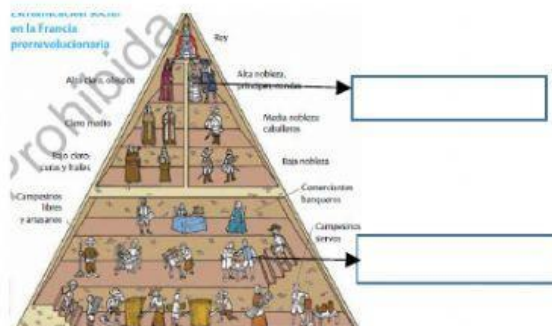 Estratificación social
en la Francia
prerrevolucionaria
Prohibida
Rey
Alto clero, obispos
Alta nobleza,
príncipes, condes
Clero medio
Media nobleza
caballeros
Bajo clero
curas y frailes
Baja nobleza
Comerciantes
banqueros
Campesinos
libres
y artesanos
Campesinos
siervos